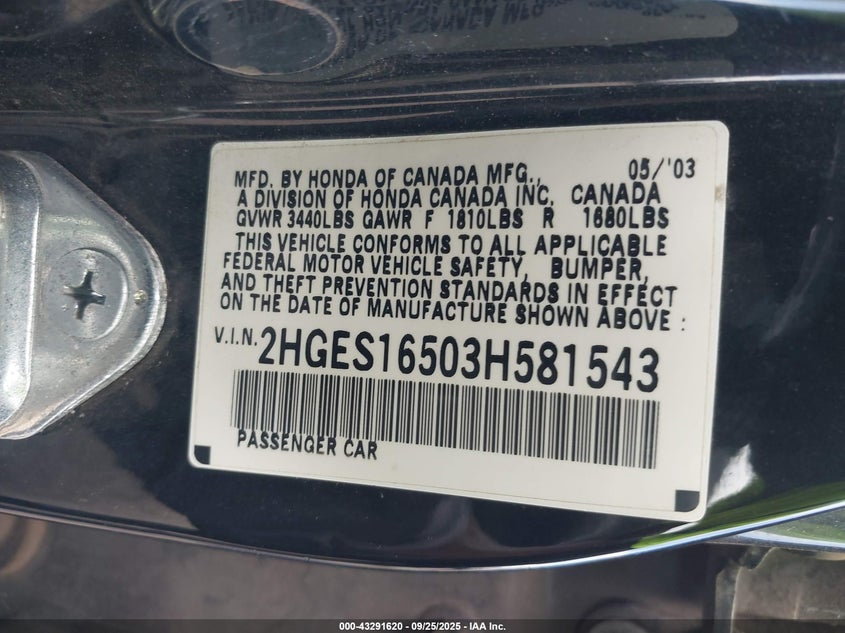 MFD. BY HONDA OF CANADA MFG., 05/'03
A DIVISION OF HONDA CANADA INC. CANADA
GVWR 3440LBS GAWR F 1810LBS R 1680LBS
THIS VEHICLE CONFORMS TO ALL APPLICABLE
FEDERAL MOTOR VEHICLE SAFETY, BUMPER,
AND THEFT PREVENTION STANDARDS IN EFFECT
ON THE DATE OF MANUFACTURE SHOWN ABOVE :
V.I.N. 2HGES16503H581543
PASSENGER CAR
000-43291620 - 09/25/2025 - IAA Inc.